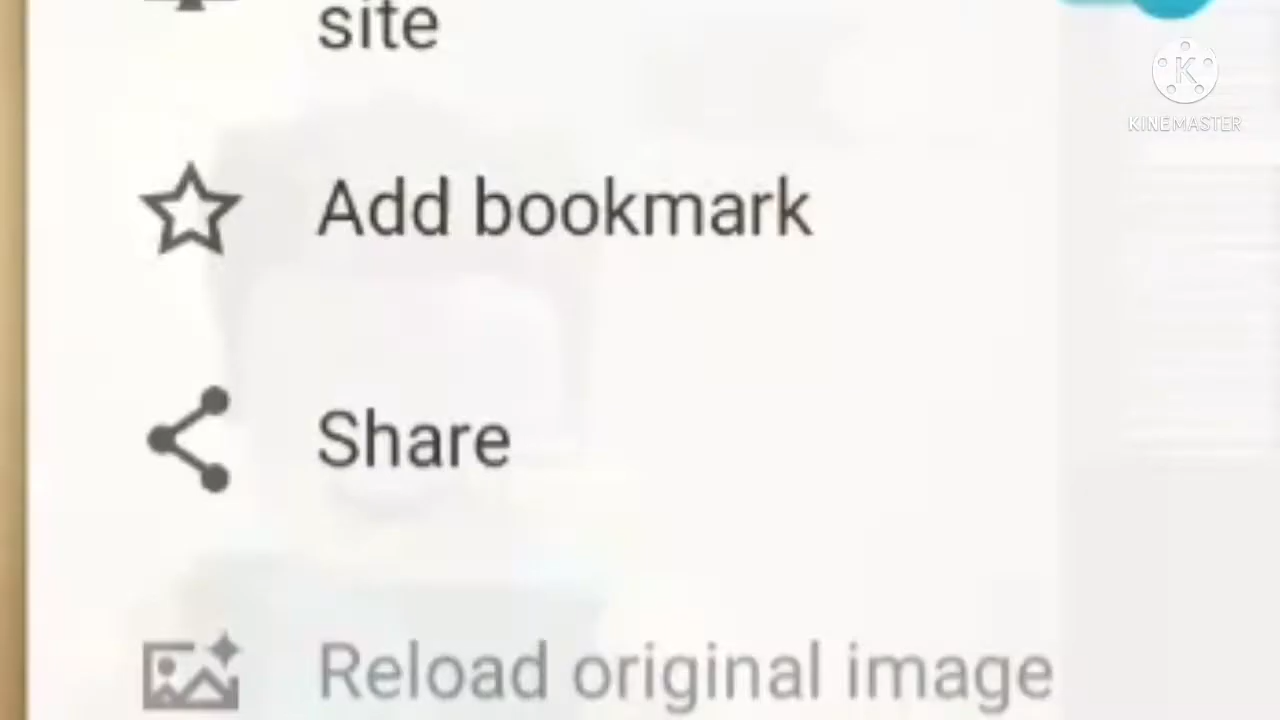 site
K
KINEMASTER
Add bookmark
Share
Reload original image